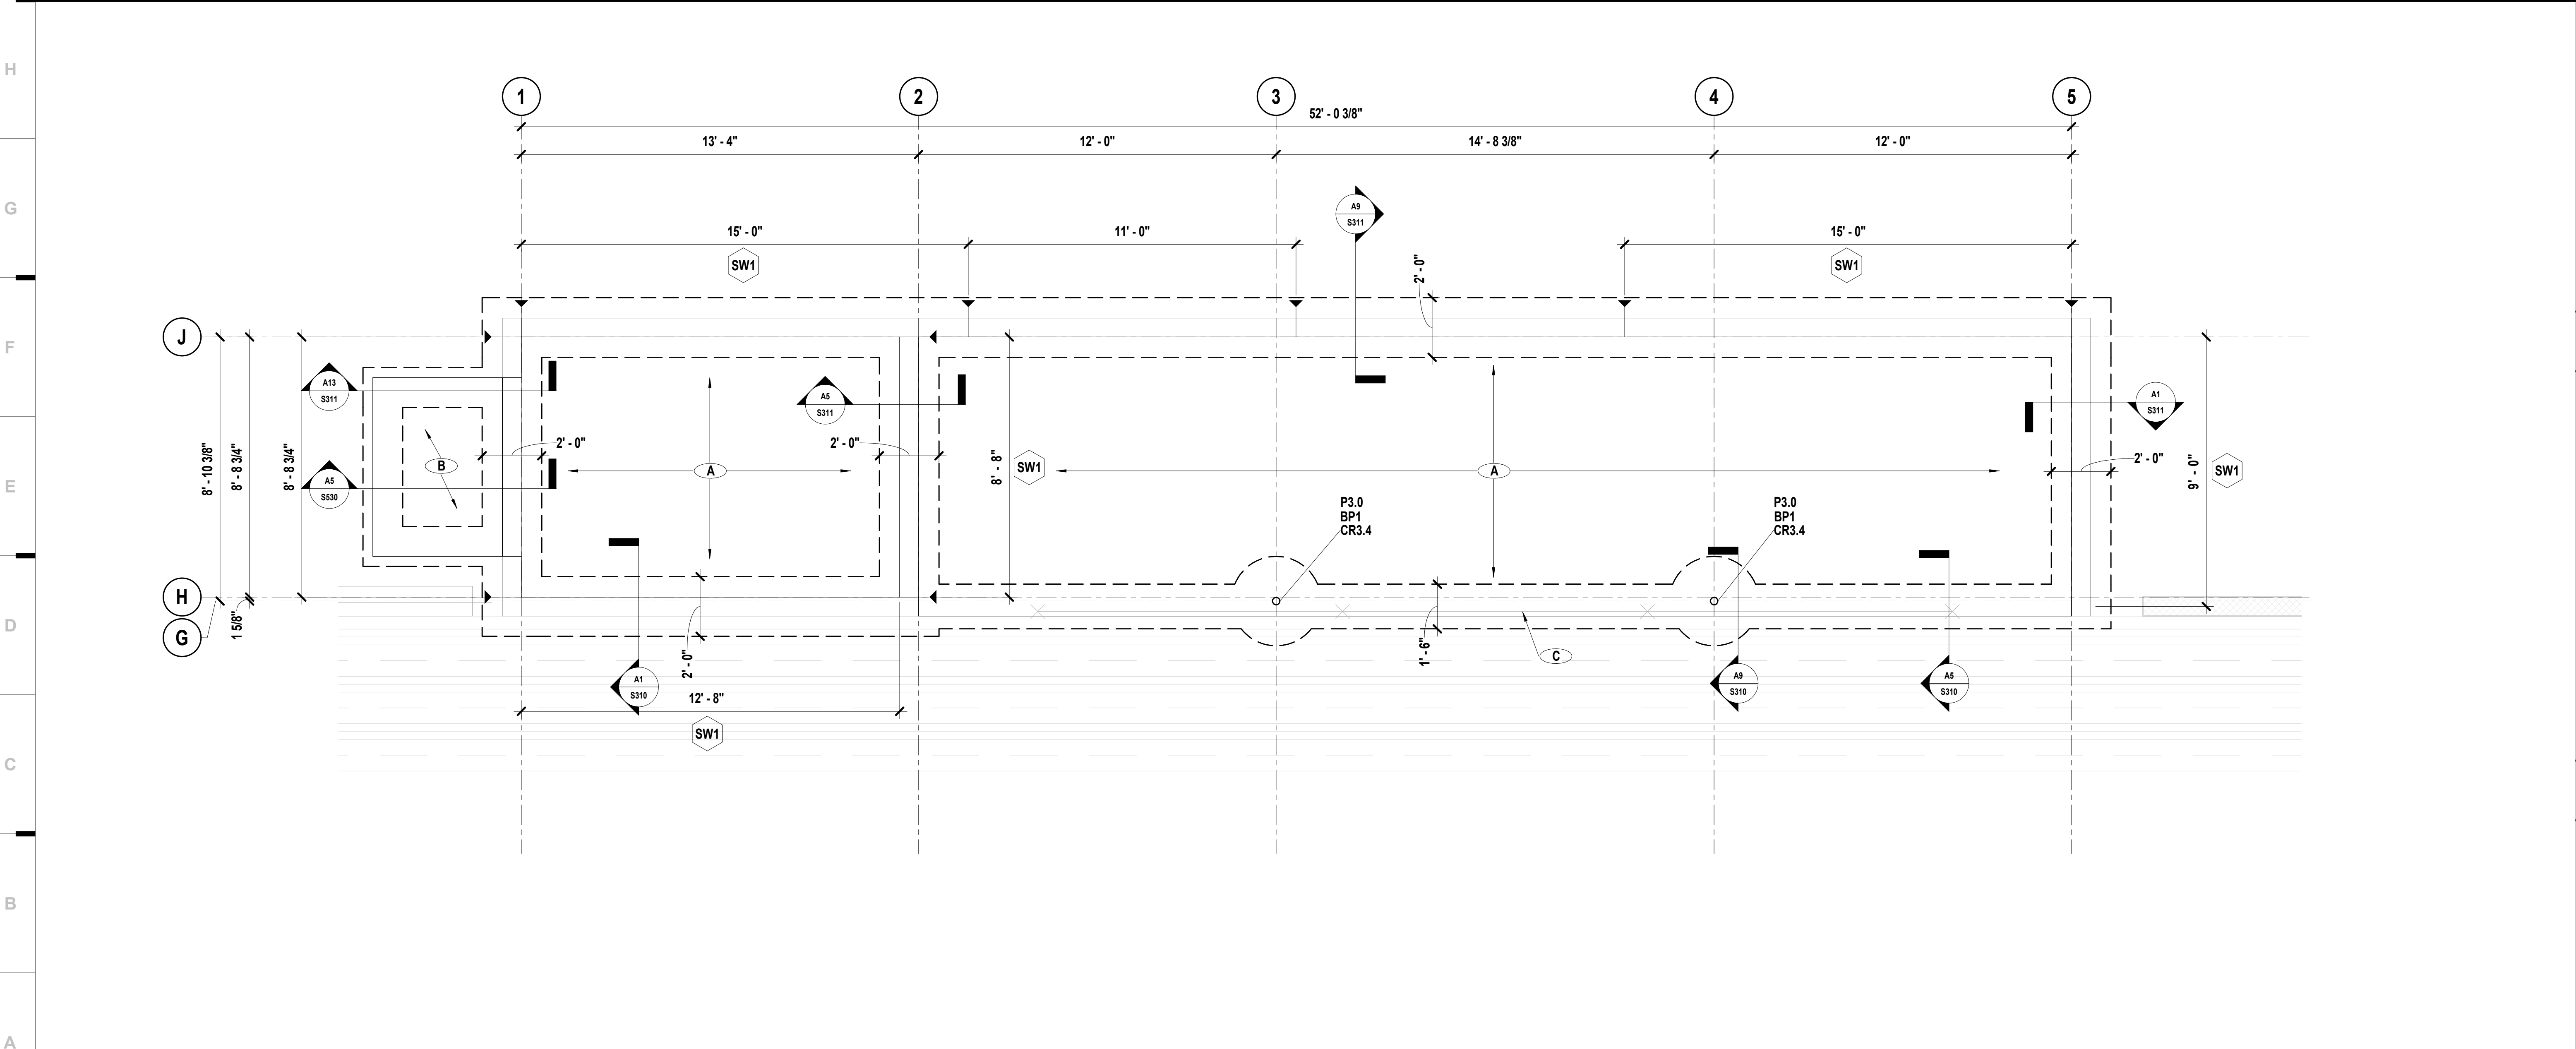 H
1
2
3
4
5
52' - 0 3/8"
13' - 4"
12' - 0"
14' - 8 3/8"
12' - 0"
G
A9
S311
15' - 0"
11' - 0"
15' - 0"
SW1
SW1
2' - 0"
J
F
A13
S311
A5
S311
A1
S311
8' - 10 3/8"
8' - 8 3/4"
8' - 8 3/4"
2' - 0"
2' - 0"
B
A
8' - 8"
SW1
A
2' - 0"
9' - 0"
SW1
E
A5
S530
P3.0
BP1
CR3.4
P3.0
BP1
CR3.4
H
G
1 5/8"
D
2' - 0"
1' - 6"
C
A1
S310
A9
S310
A5
S310
12' - 8"
SW1
C
B
A